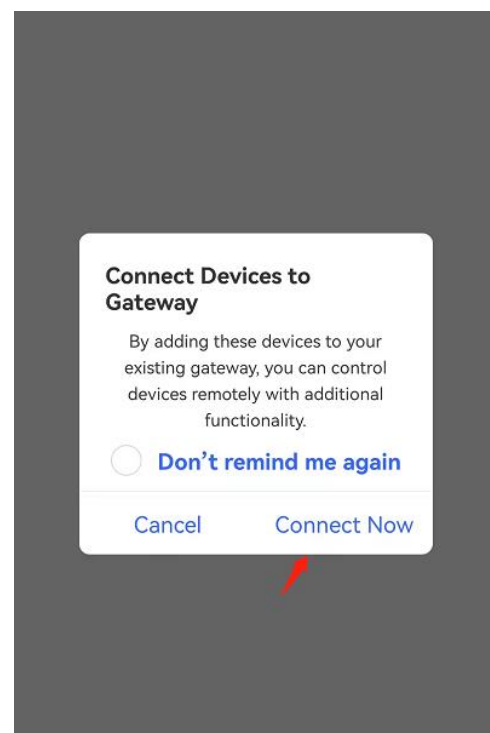 Connect Devices to
Gateway
By adding these devices to your
existing gateway, you can control
devices remotely with additional
functionality.
Don’t remind me again
Cancel
Connect Now